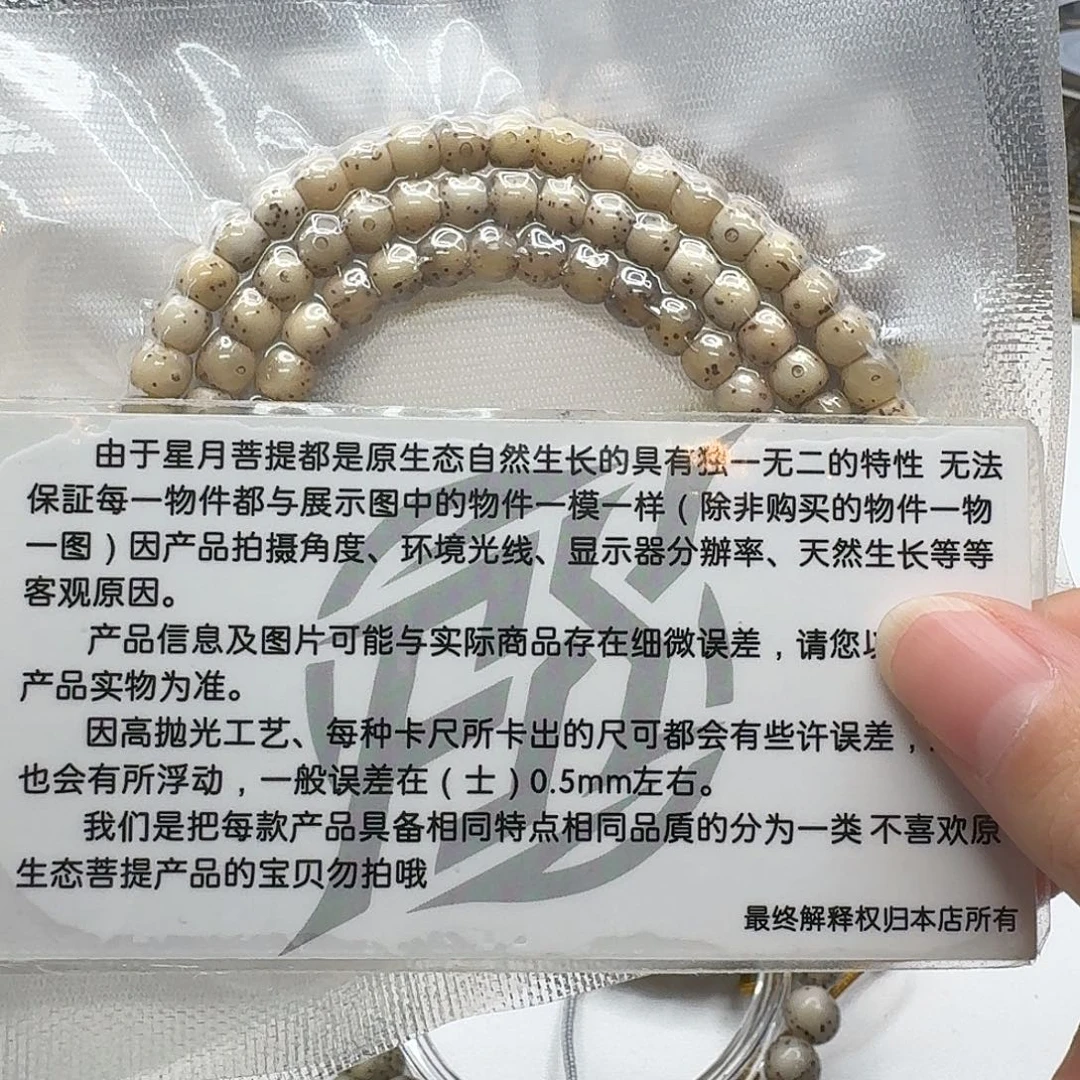 由于星月菩提都是原生态自然生长的具有独一无二的特性 无法
保証每一物件都与展示图中的物件一模一样（除非购买的物件一物
一图）因产品拍摄角度、环境光线、显示器分辦率、天然生长等等
客观原因。
产品信息及图片可能与实际商品存在细微误差，请您
产品实物为准。
因高抛光工艺、每种卡尺所卡出的尺可都会有些许误差，
也会有所浮动，一般误差在（士）0.5mm左右。
我们是把每款产品具备相同特点相同品質的分为一类 不喜欢原
生态菩提产品的宝贝勿拍哦
最终解释权归本店所有